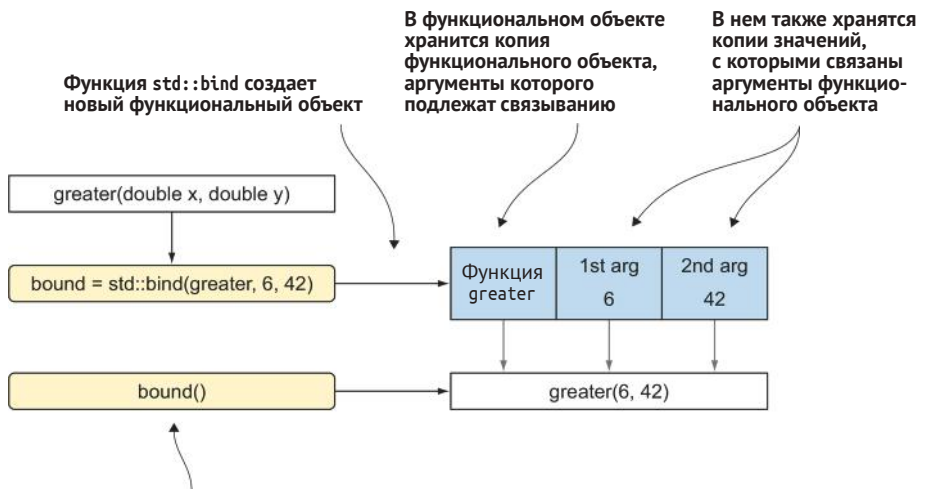 Функция std::bind создает
новый функциональный объект
В функциональном объекте
хранится копия
функционального объекта,
аргументы которого
подлежат связыванию
В нем также хранятся
копии значений,
с которыми связаны
аргументы функцио-
нального объекта
greater(double x, double y)
bound = std::bind(greater, 6, 42)
Функция
greater
1st arg
6
2nd arg
42
bound()
greater(6, 42)